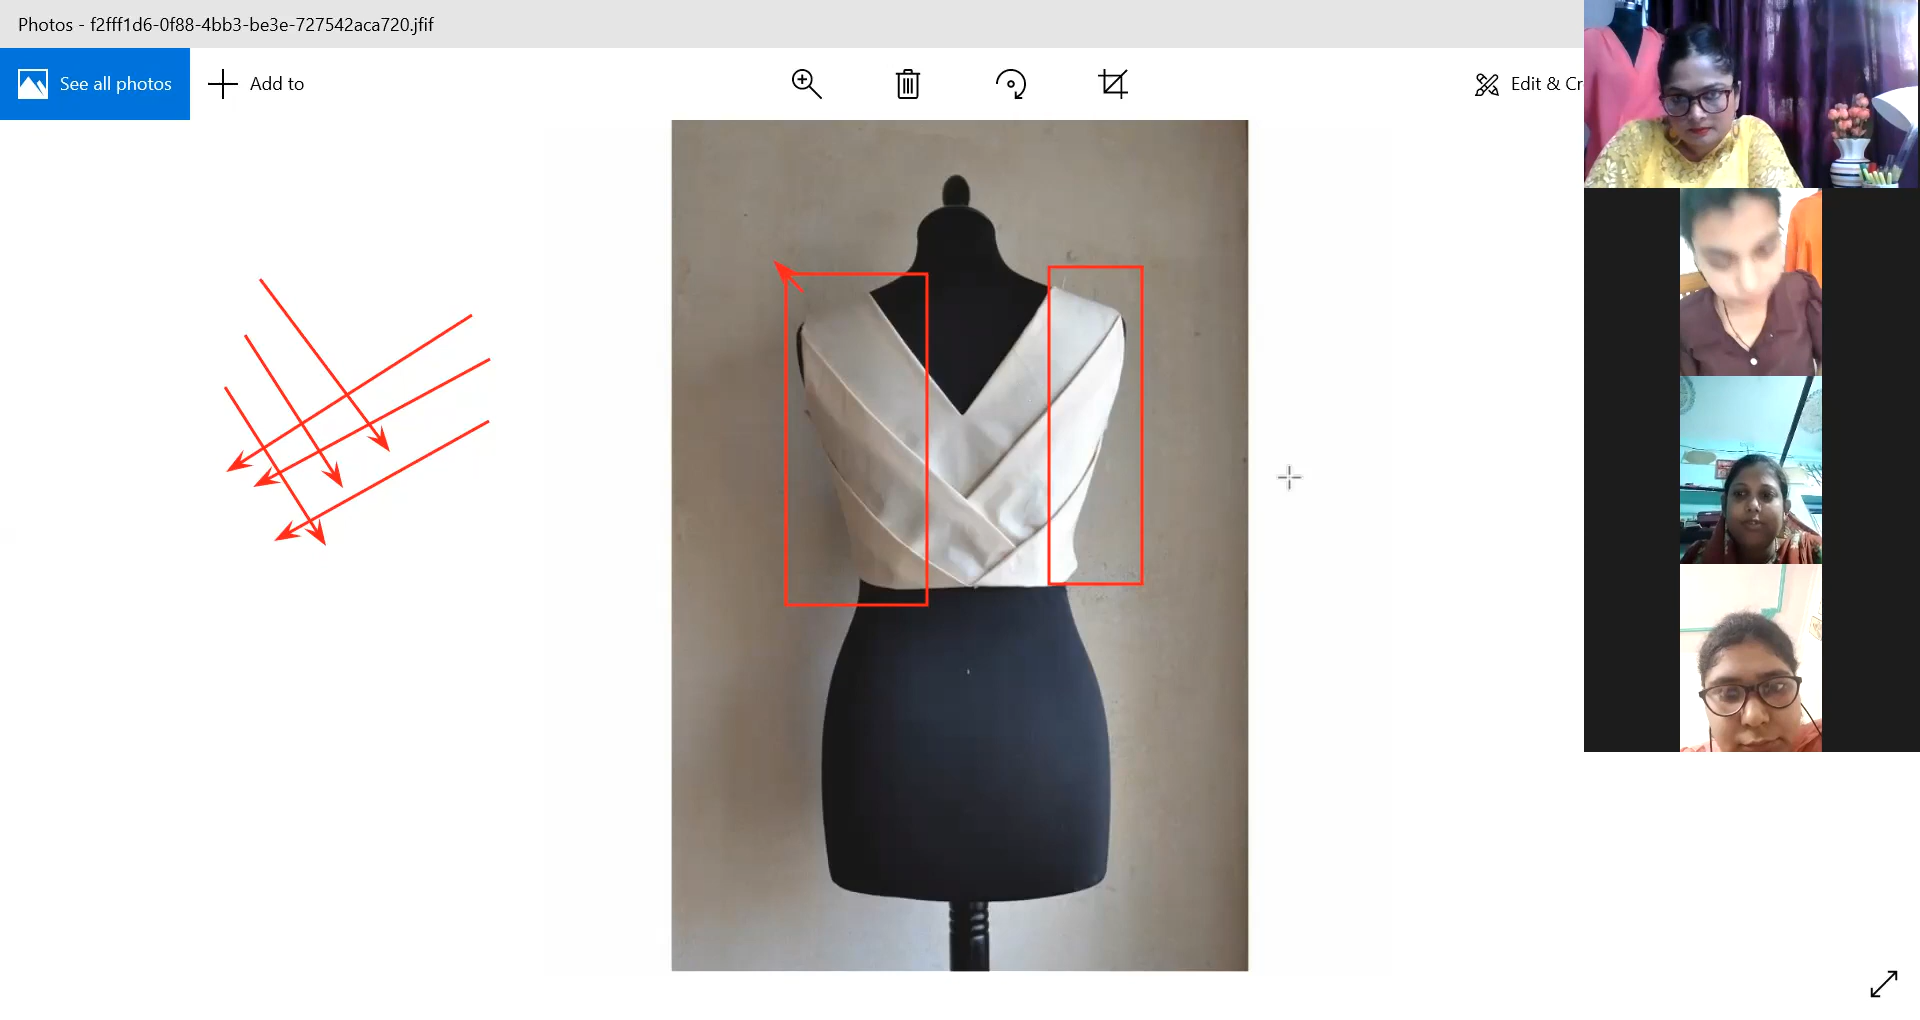 Photos - f2fff1d6-0f88-4bb3-be3e-727542aca720.jfif
See all photos
Add to
Edit & Cr